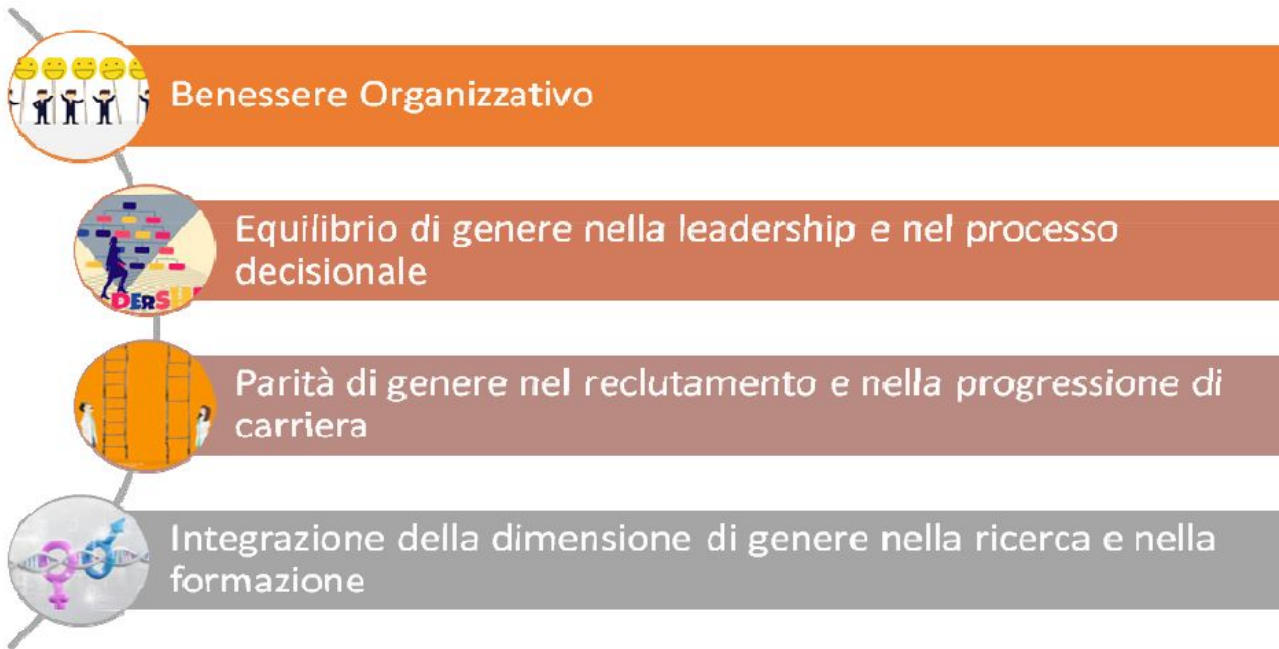 Benessere Organizzativo
Equilibrio di genere nella leadership e nel processo
decisionale
DERS
Parità di genere nel reclutamento e nella progressione di
carriera
Integrazione della dimensione di genere nella ricerca e nella
formazione